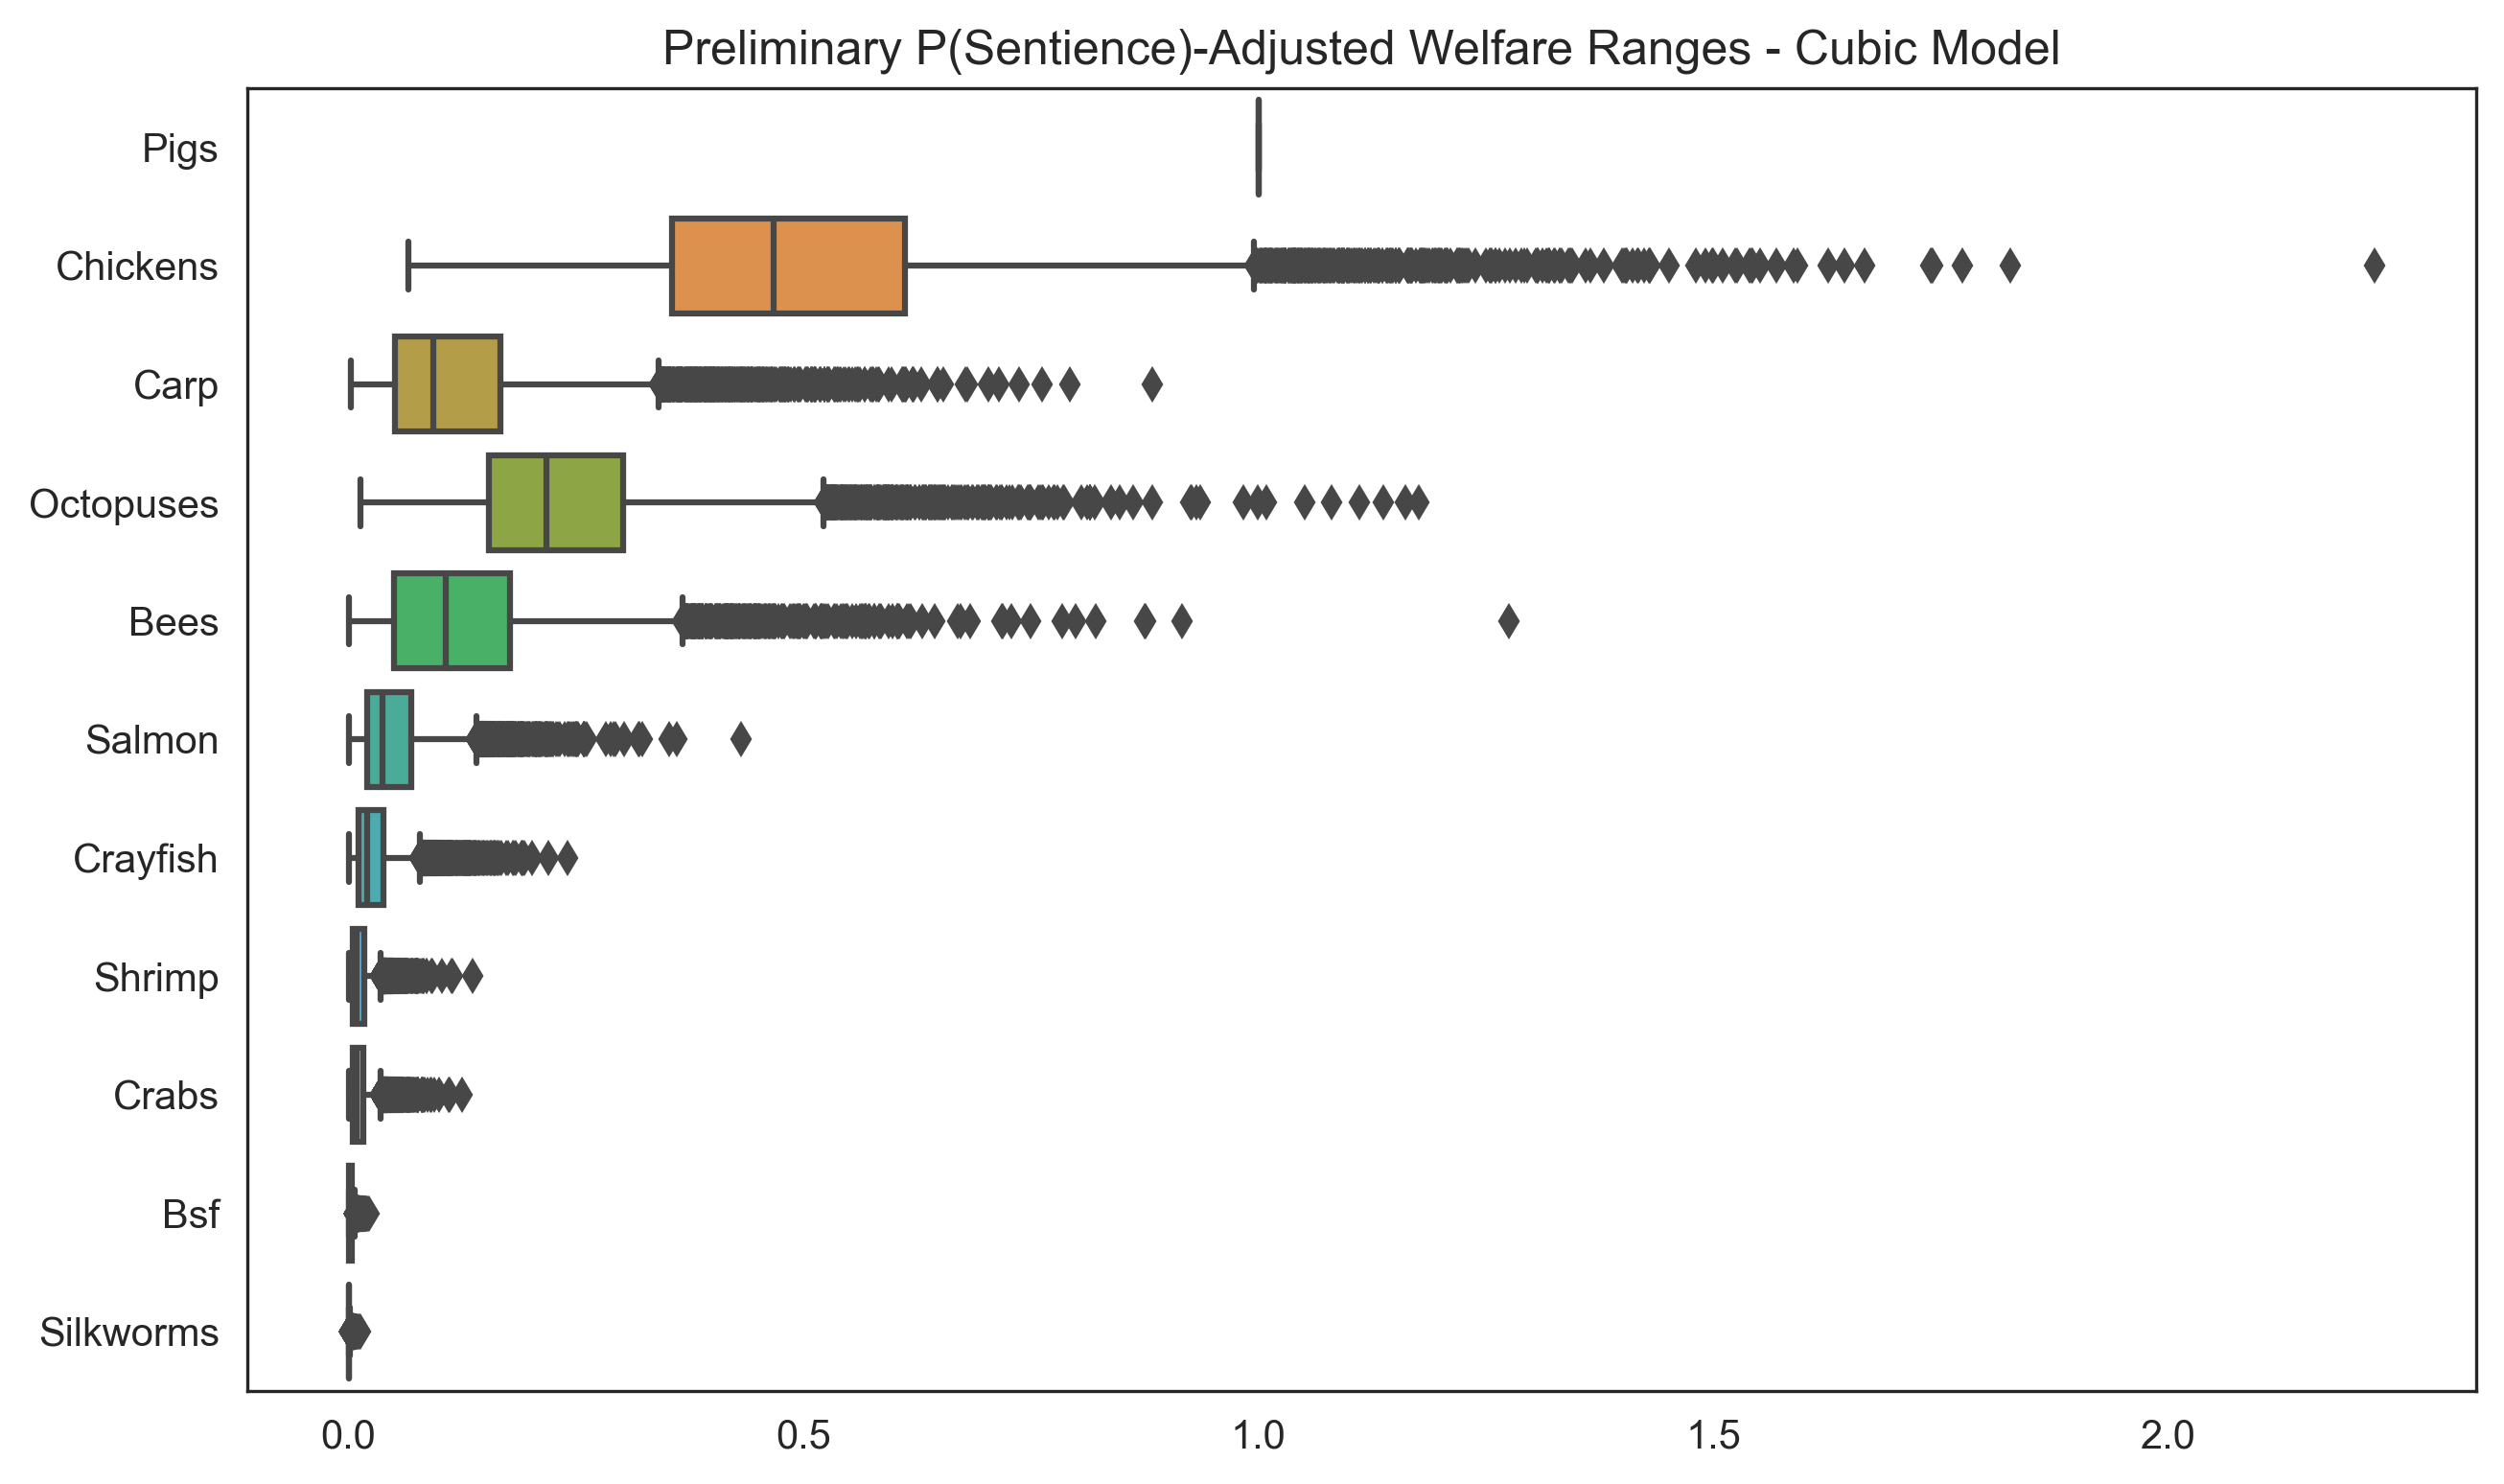 Preliminary P(Sentience)-Adjusted Welfare Ranges - Cubic Model
Pigs
Chickens
Carp
Octopuses
Bees
Salmon
Crayfish
Shrimp
Crabs
Bsf
Silkworms
0.0 0.5 1.0 1.5 2.0